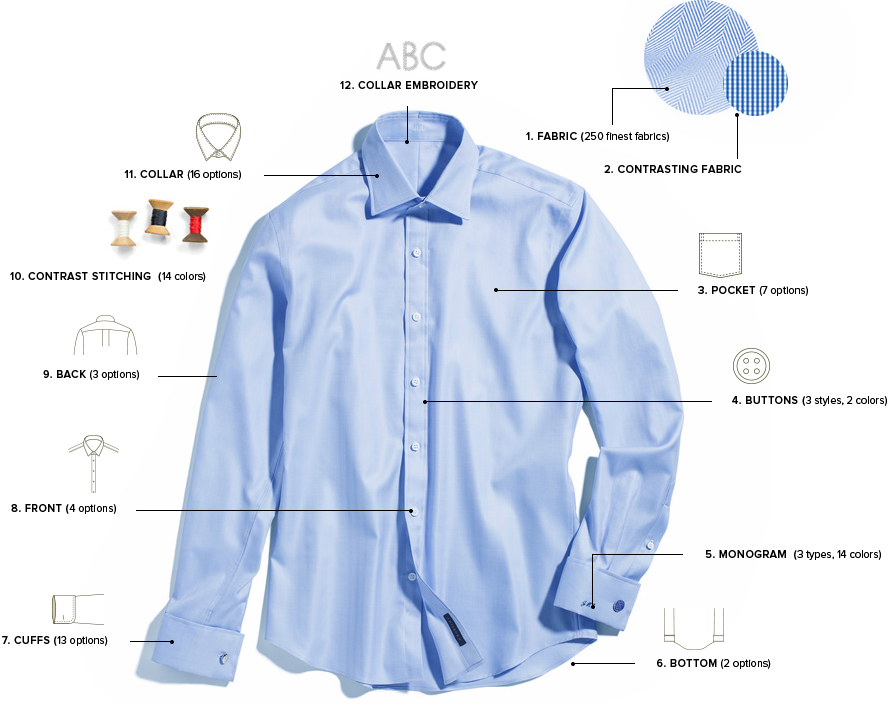 ABC
12. COLLAR EMBROIDERY
1. FABRIC (250 finest fabrics)
2. CONTRASTING FABRIC
11. COLLAR (16 options)
10. CONTRAST STITCHING (14 colors)
3. POCKET (7 options)
9. BACK (3 options)
4. BUTTONS (3 styles, 2 colors)
8. FRONT (4 options)
5. MONOGRAM (3 types, 14 colors)
7. CUFFS (13 options)
6. BOTTOM (2 options)